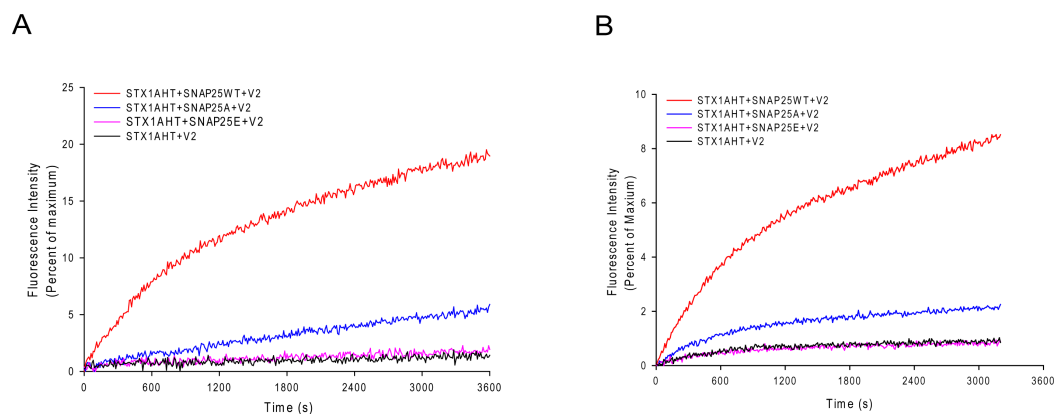 A
B
25
20
15
10
5
0
Fluorescence Intensity
(Percent of maximum)
STX1AHT+SNAP25WT+V2
STX1AHT+SNAP25A+V2
STX1AHT+SNAP25E+V2
STX1AHT+V2
0 600 1200 1800 2400 3000 3600
Time (s)
10
8
6
4
2
0
Fluorescence Intensity
(Percent of Maxium)
STX1AHT+SNAP25WT+V2
STX1AHT+SNAP25A+V2
STX1AHT+SNAP25E+V2
STX1AHT+V2
0 600 1200 1800 2400 3000 3600
Time (s)